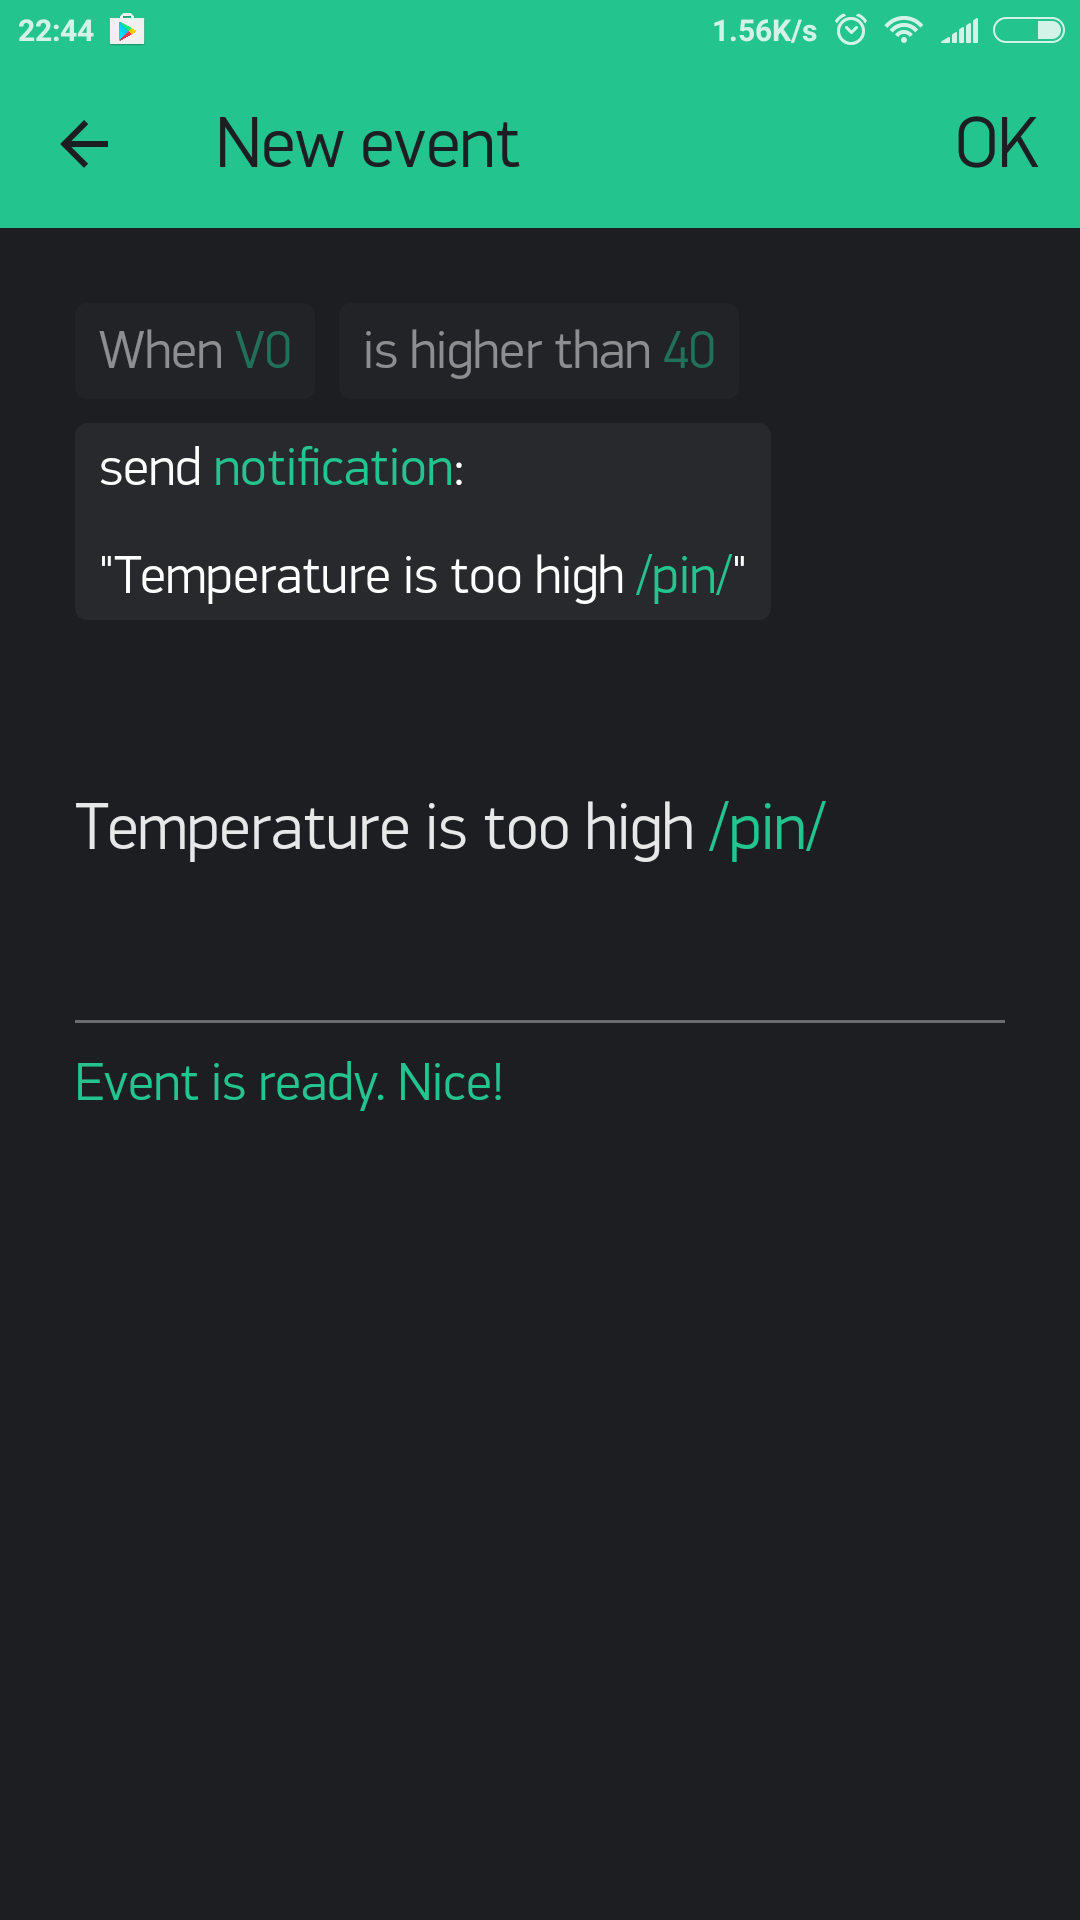 22:44 1.56K/s
New event OK
When V0 is higher than 40
send notification:
"Temperature is too high /pin/"
Temperature is too high /pin/
Event is ready. Nice!